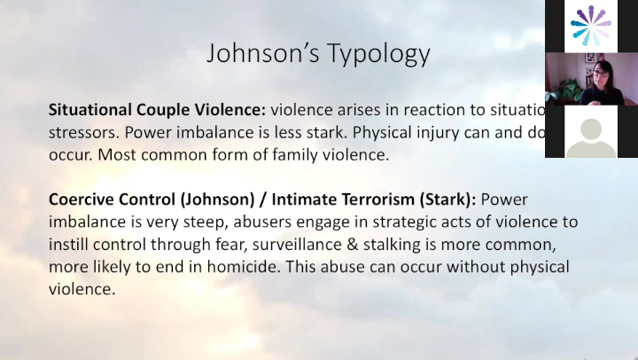 Johnson's Typology
Situational Couple Violence: violence arises in reaction to
stressors. Power imbalance is less stark. Physical injury can and
occur. Most common form of family violence.
Coercive Control (Johnson) / Intimate Terrorism (Stark): Power
imbalance is very steep, abusers engage in strategic acts of violence to
instill control through fear, surveillance & stalking is more common,
more likely to end in homicide. This abuse can occur without physical
violence.